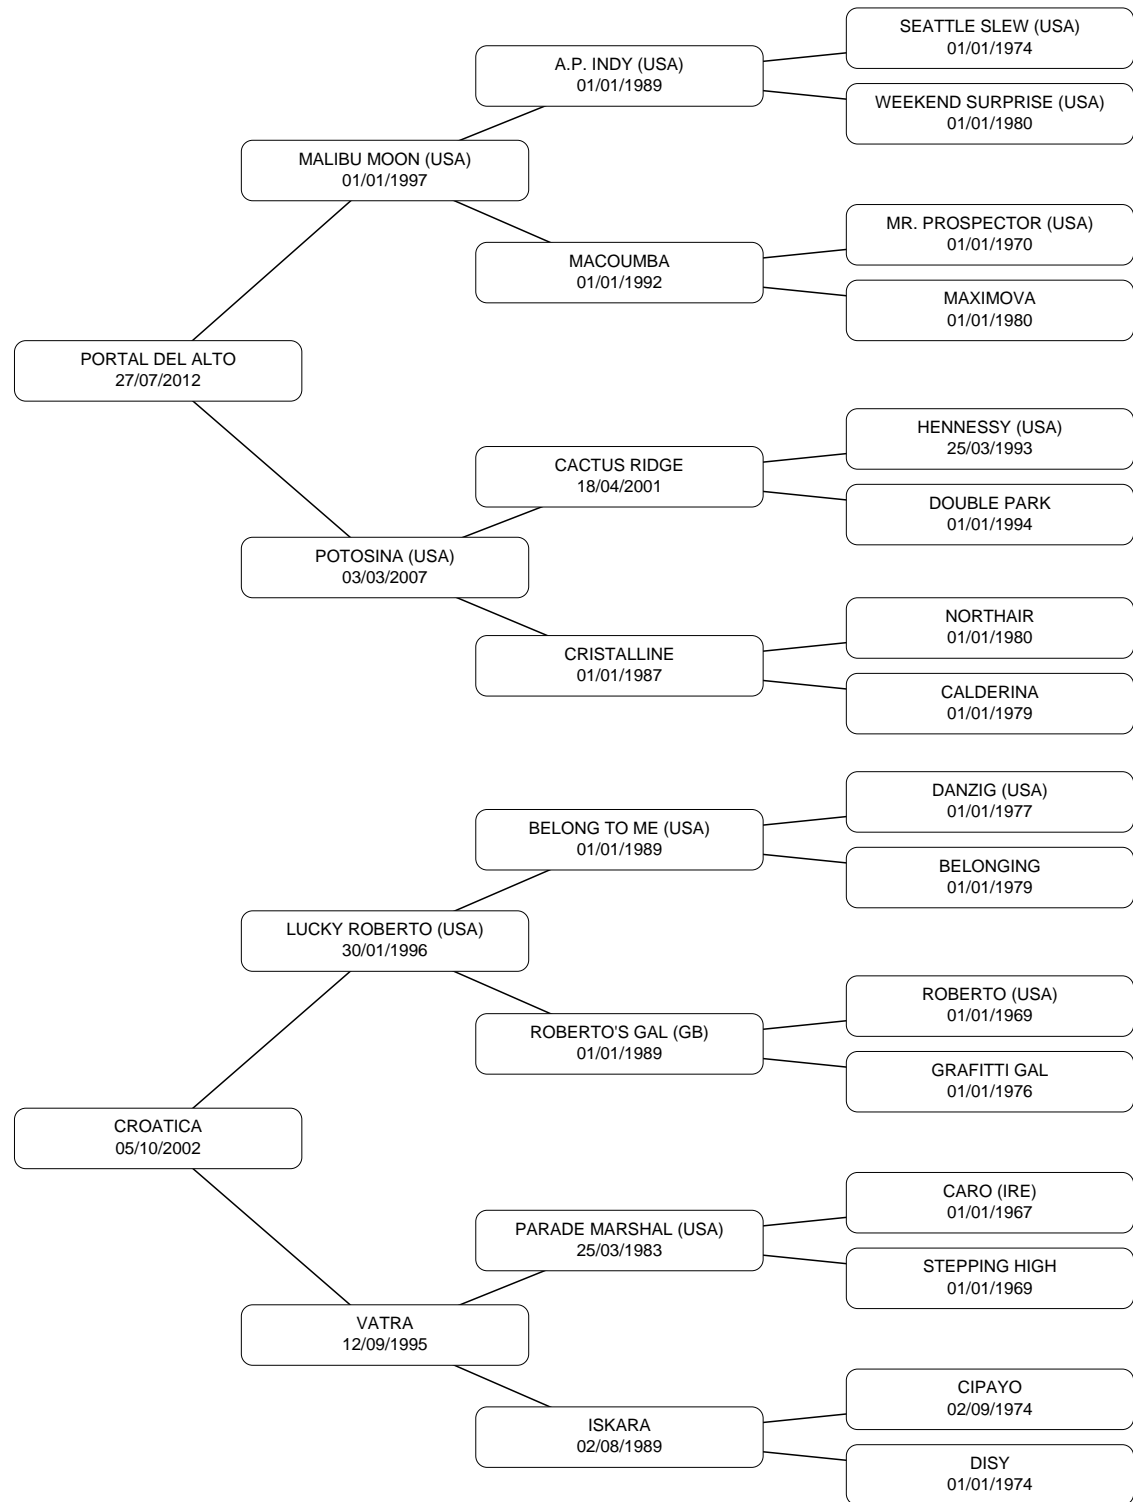 SEATTLE SLEW (USA)
01/01/1974
A.P. INDY (USA)
01/01/1989
WEEKEND SURPRISE (USA)
01/01/1980
MALIBU MOON (USA)
01/01/1997
MR. PROSPECTOR (USA)
01/01/1970
MACOUMBA
01/01/1992
MAXIMOVA
01/01/1980
PORTAL DEL ALTO
27/07/2012
HENNESSY (USA)
25/03/1993
CACTUS RIDGE
18/04/2001
DOUBLE PARK
01/01/1994
POTOSINA (USA)
03/03/2007
NORTHAIR
01/01/1980
CRISTALLINE
01/01/1987
CALDERINA
01/01/1979
DANZIG (USA)
01/01/1977
BELONG TO ME (USA)
01/01/1989
BELONGING
01/01/1979
LUCKY ROBERTO (USA)
30/01/1996
ROBERTO (USA)
01/01/1969
ROBERTO'S GAL (GB)
01/01/1989
GRAFITTI GAL
01/01/1976
CROATICA
05/10/2002
CARO (IRE)
01/01/1967
PARADE MARSHAL (USA)
25/03/1983
STEPPING HIGH
01/01/1969
VATRA
12/09/1995
CIPAYO
02/09/1974
ISKARA
02/08/1989
DISY
01/01/1974